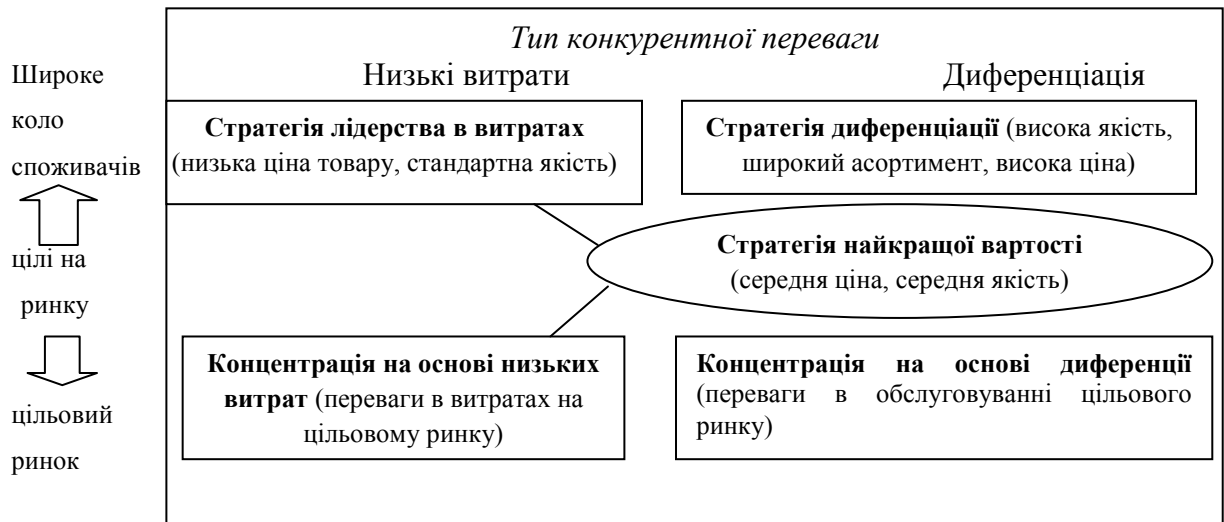 Тип конкурентної переваги
Низькі витрати
Диференціація
Широке
коло
споживачів
Стратегія лідерства в витратах
(низька ціна товару, стандартна якість)
Стратегія диференціації (висока якість,
широкий асортимент, висока ціна)
цілі на
ринку
Стратегія найкращої вартості
(середня ціна, середня якість)
цільовий
ринок
Концентрація на основі низьких
витрат (переваги в витратах на
цільовому ринку)
Концентрація на основі диференції
(переваги в обслуговуванні цільового
ринку)